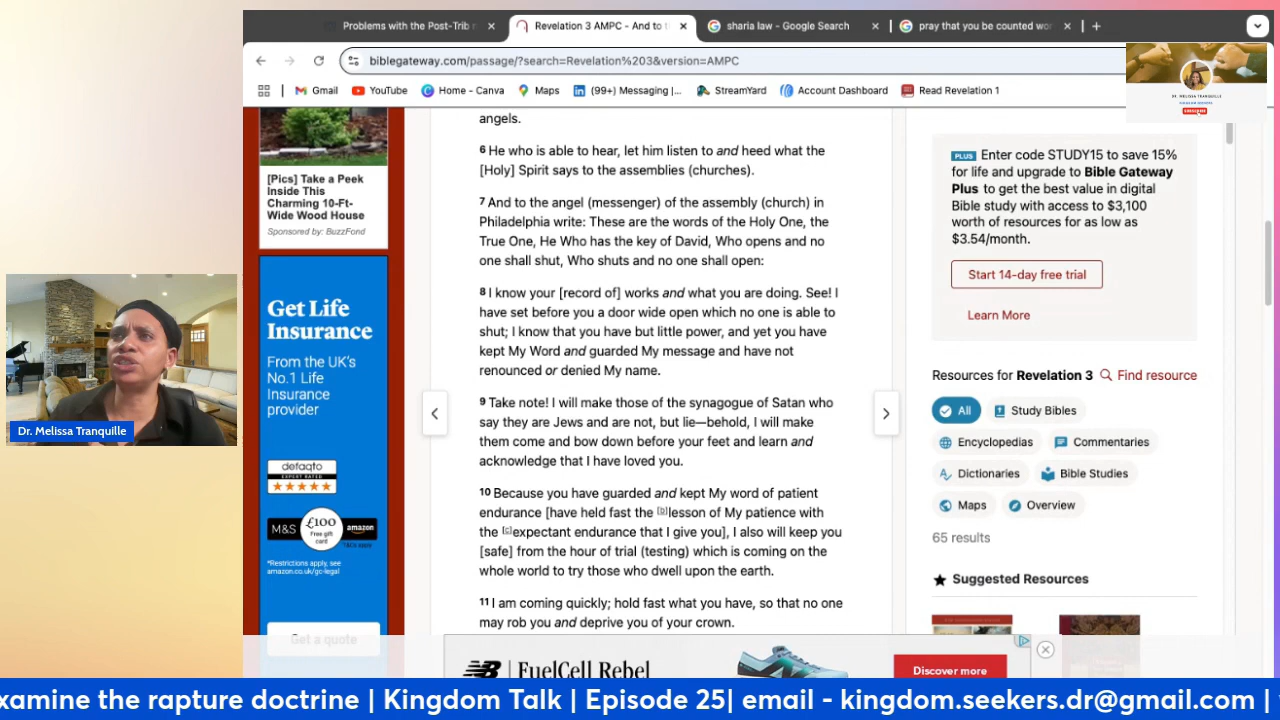 Problems with the Post-Trib r
Revelation 3 AMPC - And to t
sharia law - Google Search
pray that you be counted wor
biblegateway.com/passage/?search=Revelation%203&version=AMPC
Gmail
YouTube
Home - Canva
Maps
(99+) Messaging |...
StreamYard
Account Dashboard
Read Revelation 1
DR. MELISSA TRANQUILLE
SUBSCRIBE
[Pics] Take a Peek
Inside This
Charming 10-Ft-
Wide Wood House
Sponsored by: BuzzFond
Get Life
Insurance
From the UK's
No.1 Life
Insurance
provider
defaqto
EXPERT RATED
M&S
£100
Free gift
card
amazon
*Restrictions apply, see
amazon.co.uk/gc-legal
Get a quote
angels.
6 He who is able to hear, let him listen to and heed what the
[Holy] Spirit says to the assemblies (churches).
7 And to the angel (messenger) of the assembly (church) in
Philadelphia write: These are the words of the Holy One, the
True One, He Who has the key of David, Who opens and no
one shall shut, Who shuts and no one shall open:
8 I know your [record of] works and what you are doing. See! I
have set before you a door wide open which no one is able to
shut; I know that you have but little power, and yet you have
kept My Word and guarded My message and have not
renounced or denied My name.
9 Take note! I will make those of the synagogue of Satan who
say they are Jews and are not, but lie—behold, I will make
them come and bow down before your feet and learn and
acknowledge that I have loved you.
10 Because you have guarded and kept My word of patient
endurance [have held fast the [b]lesson of My patience with
the [c]expectant endurance that I give you], I also will keep you
[safe] from the hour of trial (testing) which is coming on the
whole world to try those who dwell upon the earth.
11 I am coming quickly; hold fast what you have, so that no one
may rob you and deprive you of your crown.
PLUS Enter code STUDY15 to save 15%
for life and upgrade to Bible Gateway
Plus to get the best value in digital
Bible study with access to $3,100
worth of resources for as low as
$3.54/month.
Start 14-day free trial
Learn More
Resources for Revelation 3
Find resource
All
Study Bibles
Encyclopedias
Commentaries
Dictionaries
Bible Studies
Maps
Overview
65 results
Suggested Resources
FuelCell Rebel
Discover more
Dr. Melissa Tranquille
xamine the rapture doctrine | Kingdom Talk | Episode 25| email - kingdom.seekers.dr@gmail.com |